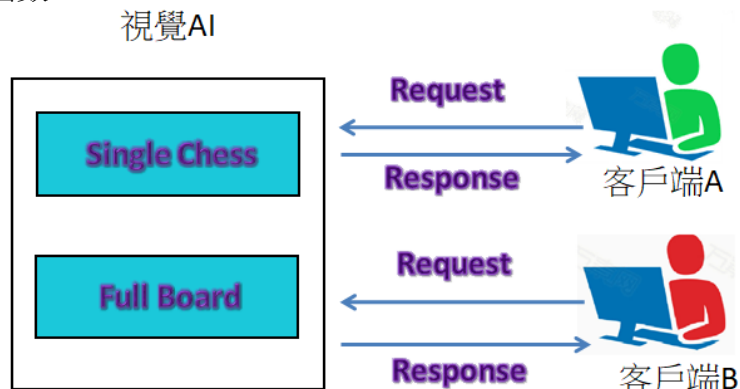 視覺AI
Request
Single Chess
Response
客戶端A
Request
Full Board
Response
客戶端B